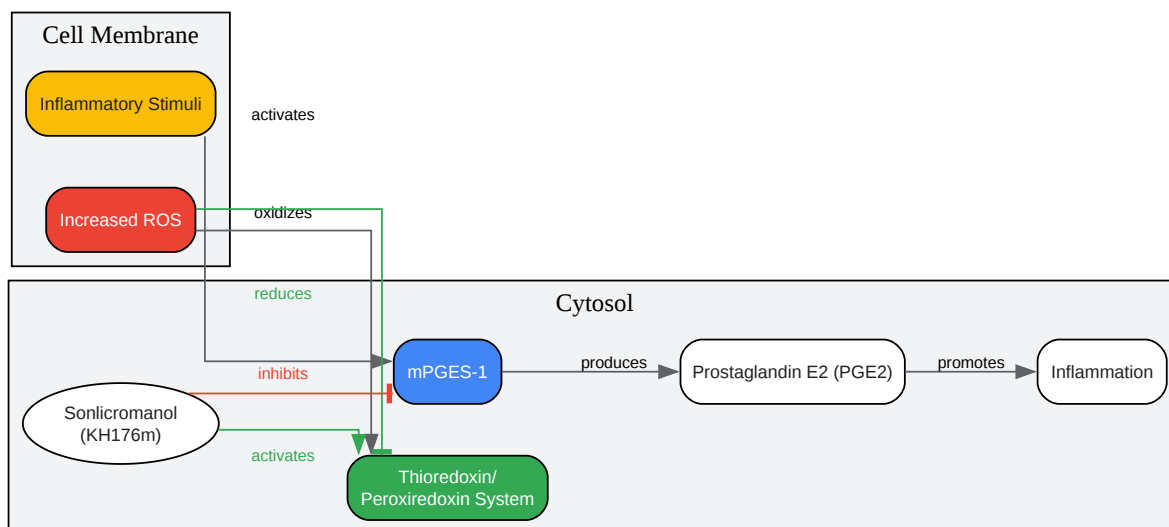 Cell Membrane
Inflammatory Stimuli
activates
Increased ROS
oxidizes
reduces
Cytosol
inhibits
mPGES-1
produces
Prostaglandin E2 (PGE2)
promotes
Inflammation
Sonlicromanol
(KH176m)
activates
Thioredoxin/
Peroxiredoxin System